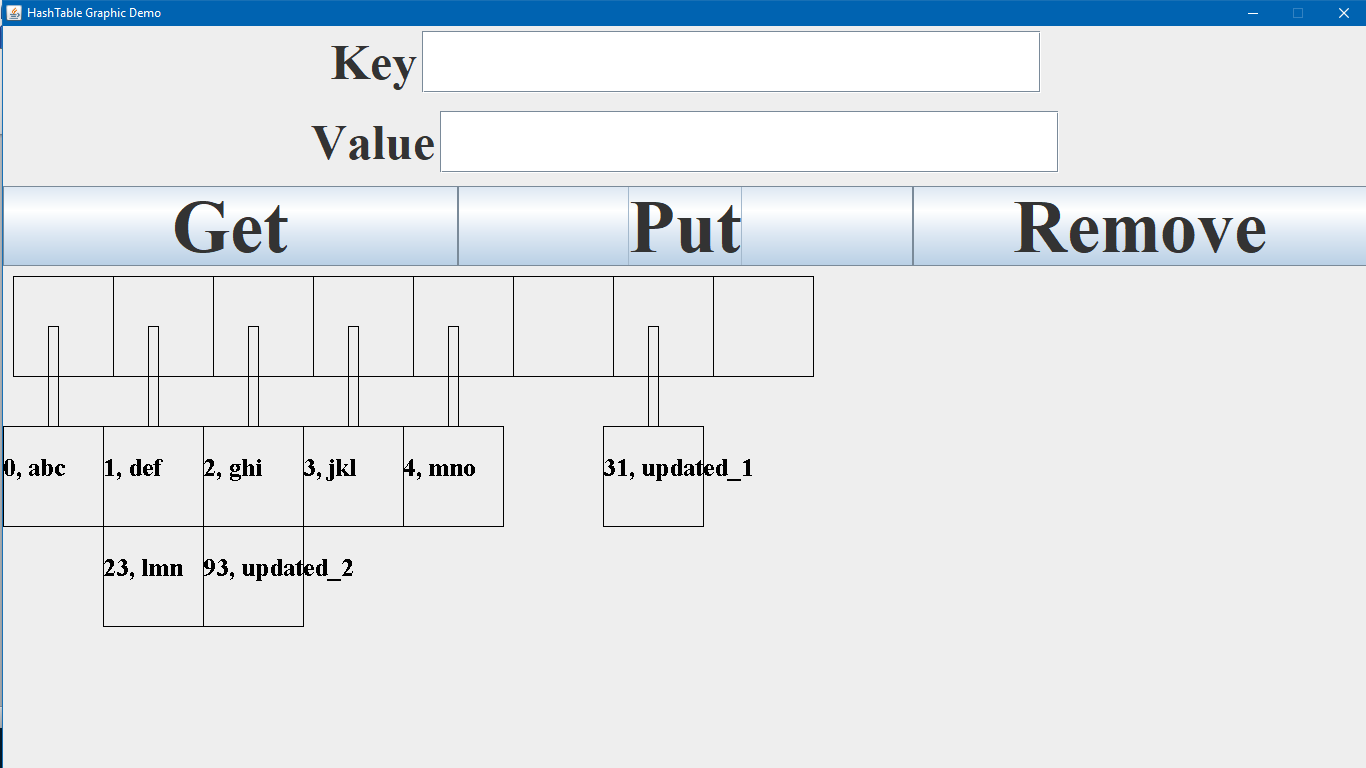 HashTable Graphic Demo
Key
Value
Get Put Remove
0, abc 1, def 2, ghi 3, jkl 4, mno 31, updated_1
23, lmn 93, updated_2